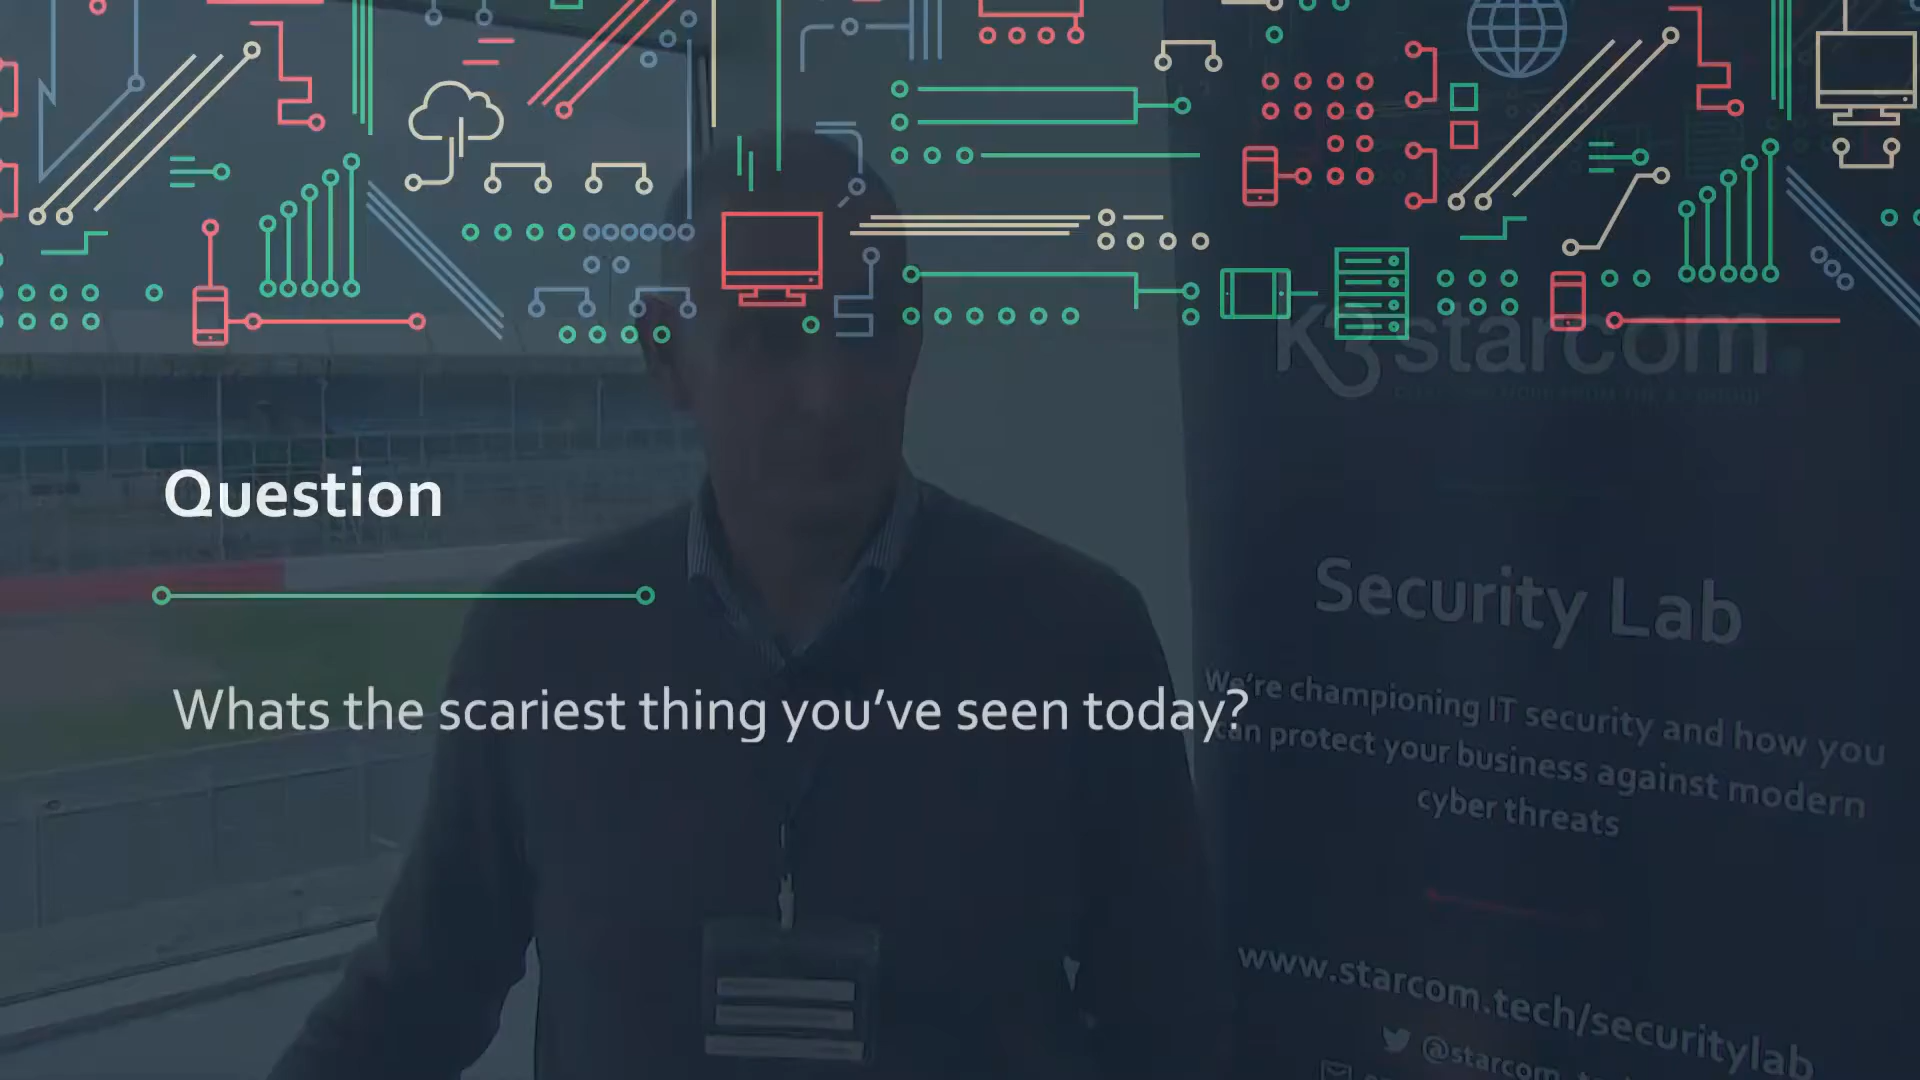 K3 starcom
Question
Security Lab
Whats the scariest thing you've seen today?
We're championing IT security and how you
can protect your business against modern
cyber threats
www.starcom.tech/securitylab
@starcom_te